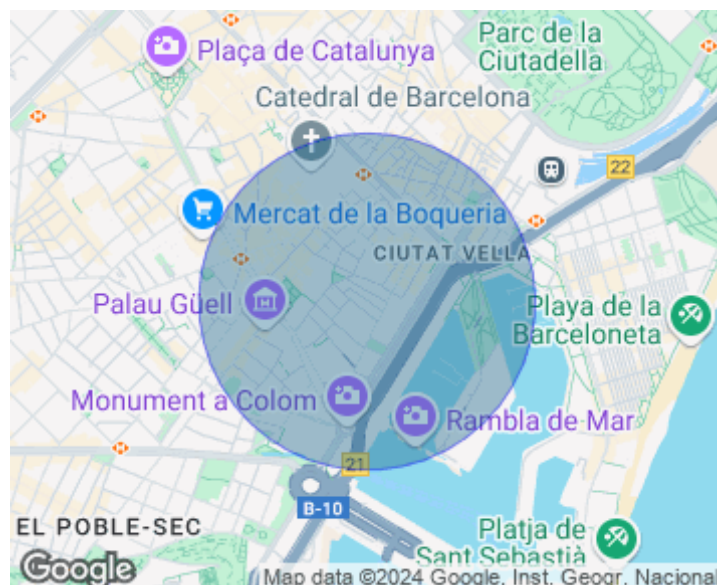 Plaça de Catalunya
Parc de la
Ciutadella
Catedral de Barcelona
22
Mercat de la Boqueria
CIUTAT VELLA
Palau Güell
Playa de la
Barceloneta
Monument a Colom
Rambla de Mar
21
B-10
EL POBLE-SEC
Platja de
Sant Sebastià
Google
Map data ©2024 Google, Inst. Geogr. Nacional